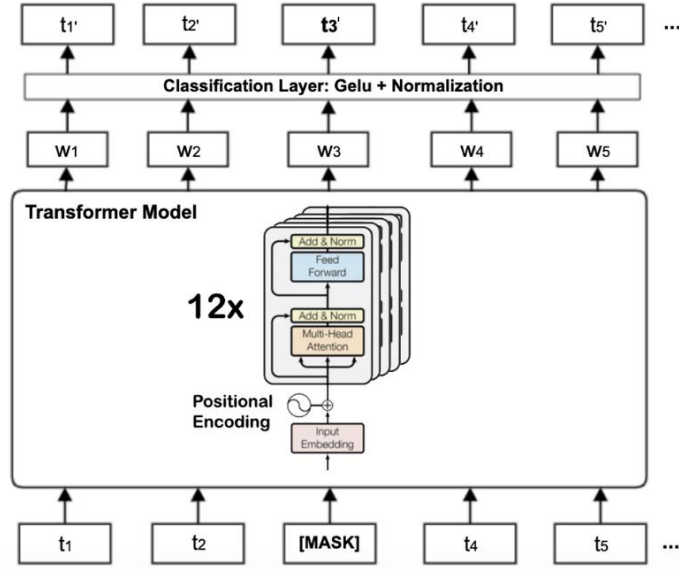 t1' t2' t3' t4' t5' ...
Classification Layer: Gelu + Normalization
w1 w2 w3 w4 w5
Transformer Model
Add & Norm
Feed
Forward
12x
Add & Norm
Multi-Head
Attention
Positional
Encoding
Input
Embedding
t1 t2 [MASK] t4 t5 ...